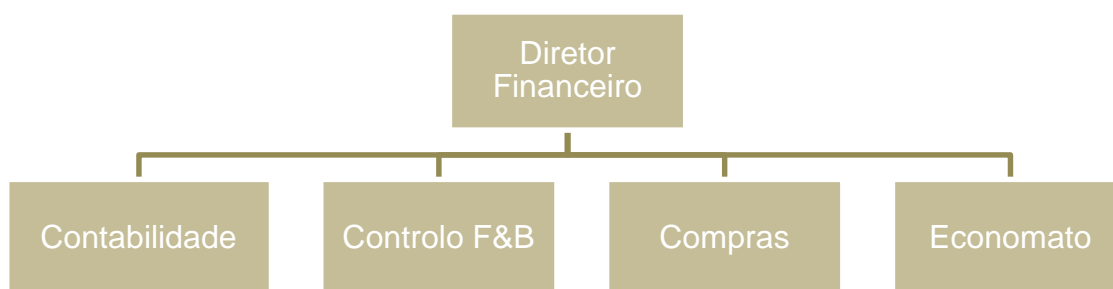 Diretor
Financeiro
Contabilidade
Controlo F&B
Compras
Economato